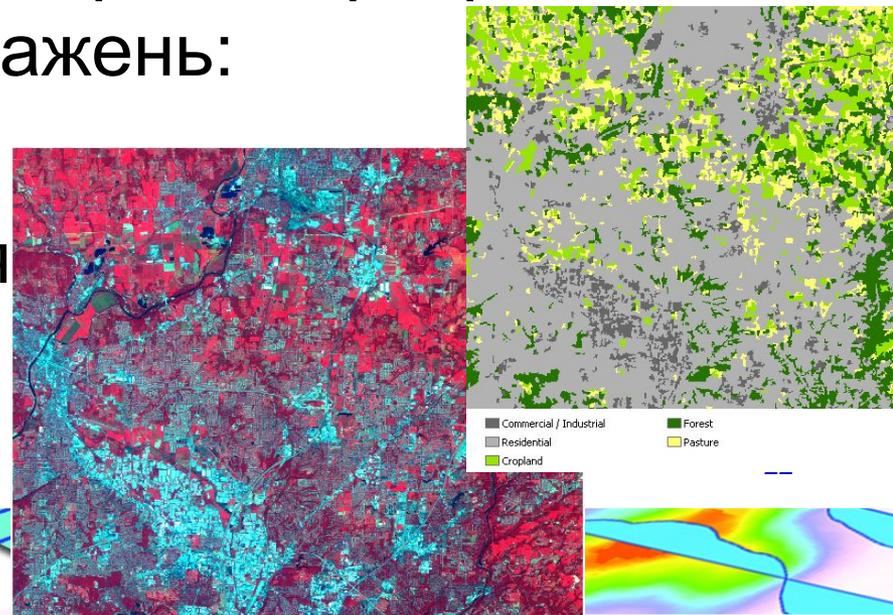 ажень:
Commercial / Industrial
Residential
Cropland
Forest
Pasture